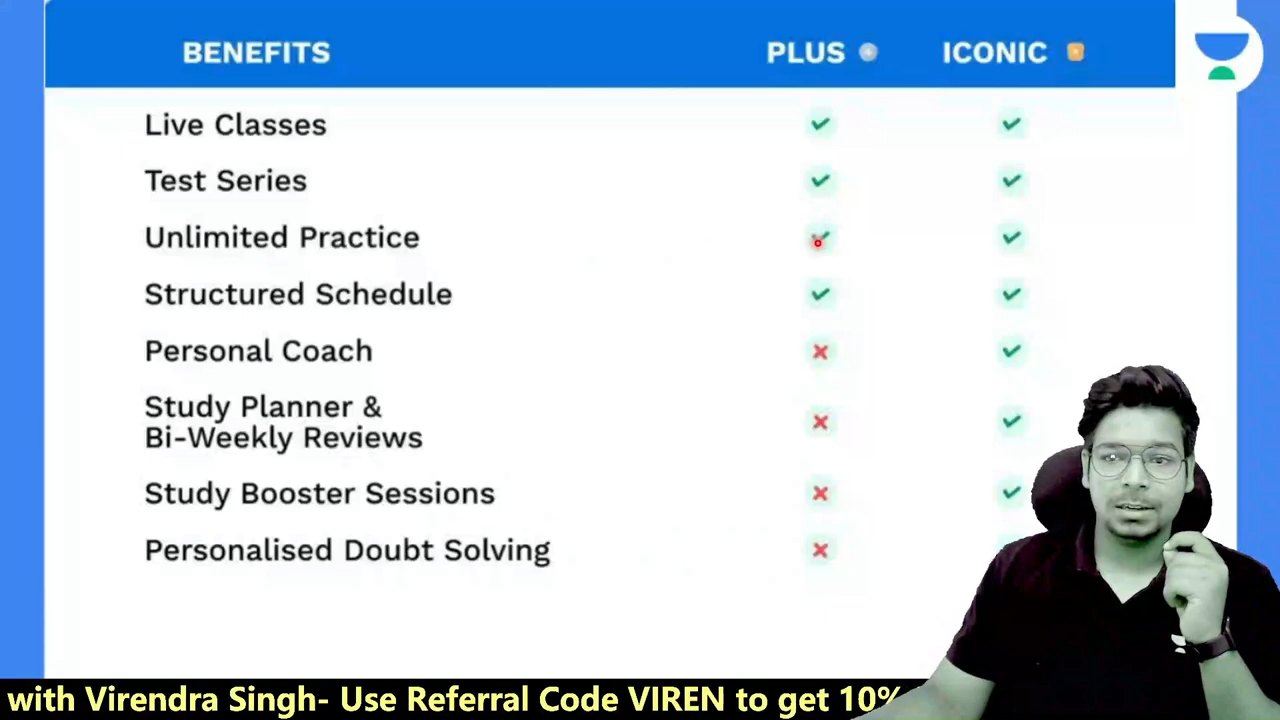 BENEFITS PLUS ICONIC
Live Classes
Test Series
Unlimited Practice
Structured Schedule
Personal Coach
Study Planner &
Bi-Weekly Reviews
Study Booster Sessions
Personalised Doubt Solving
with Virendra Singh- Use Referral Code VIREN to get 10%